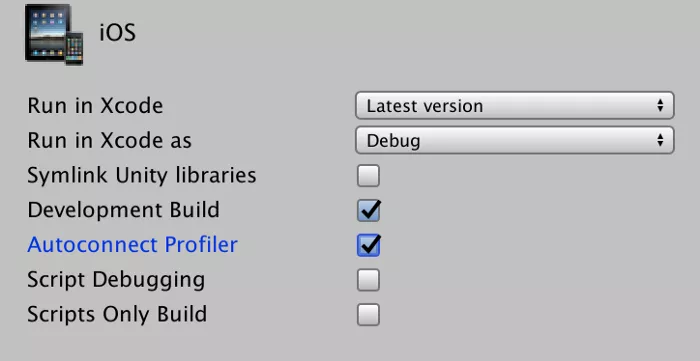 iOS
Run in Xcode Latest version
Run in Xcode as Debug
Symlink Unity libraries
Development Build
Autoconnect Profiler
Script Debugging
Scripts Only Build